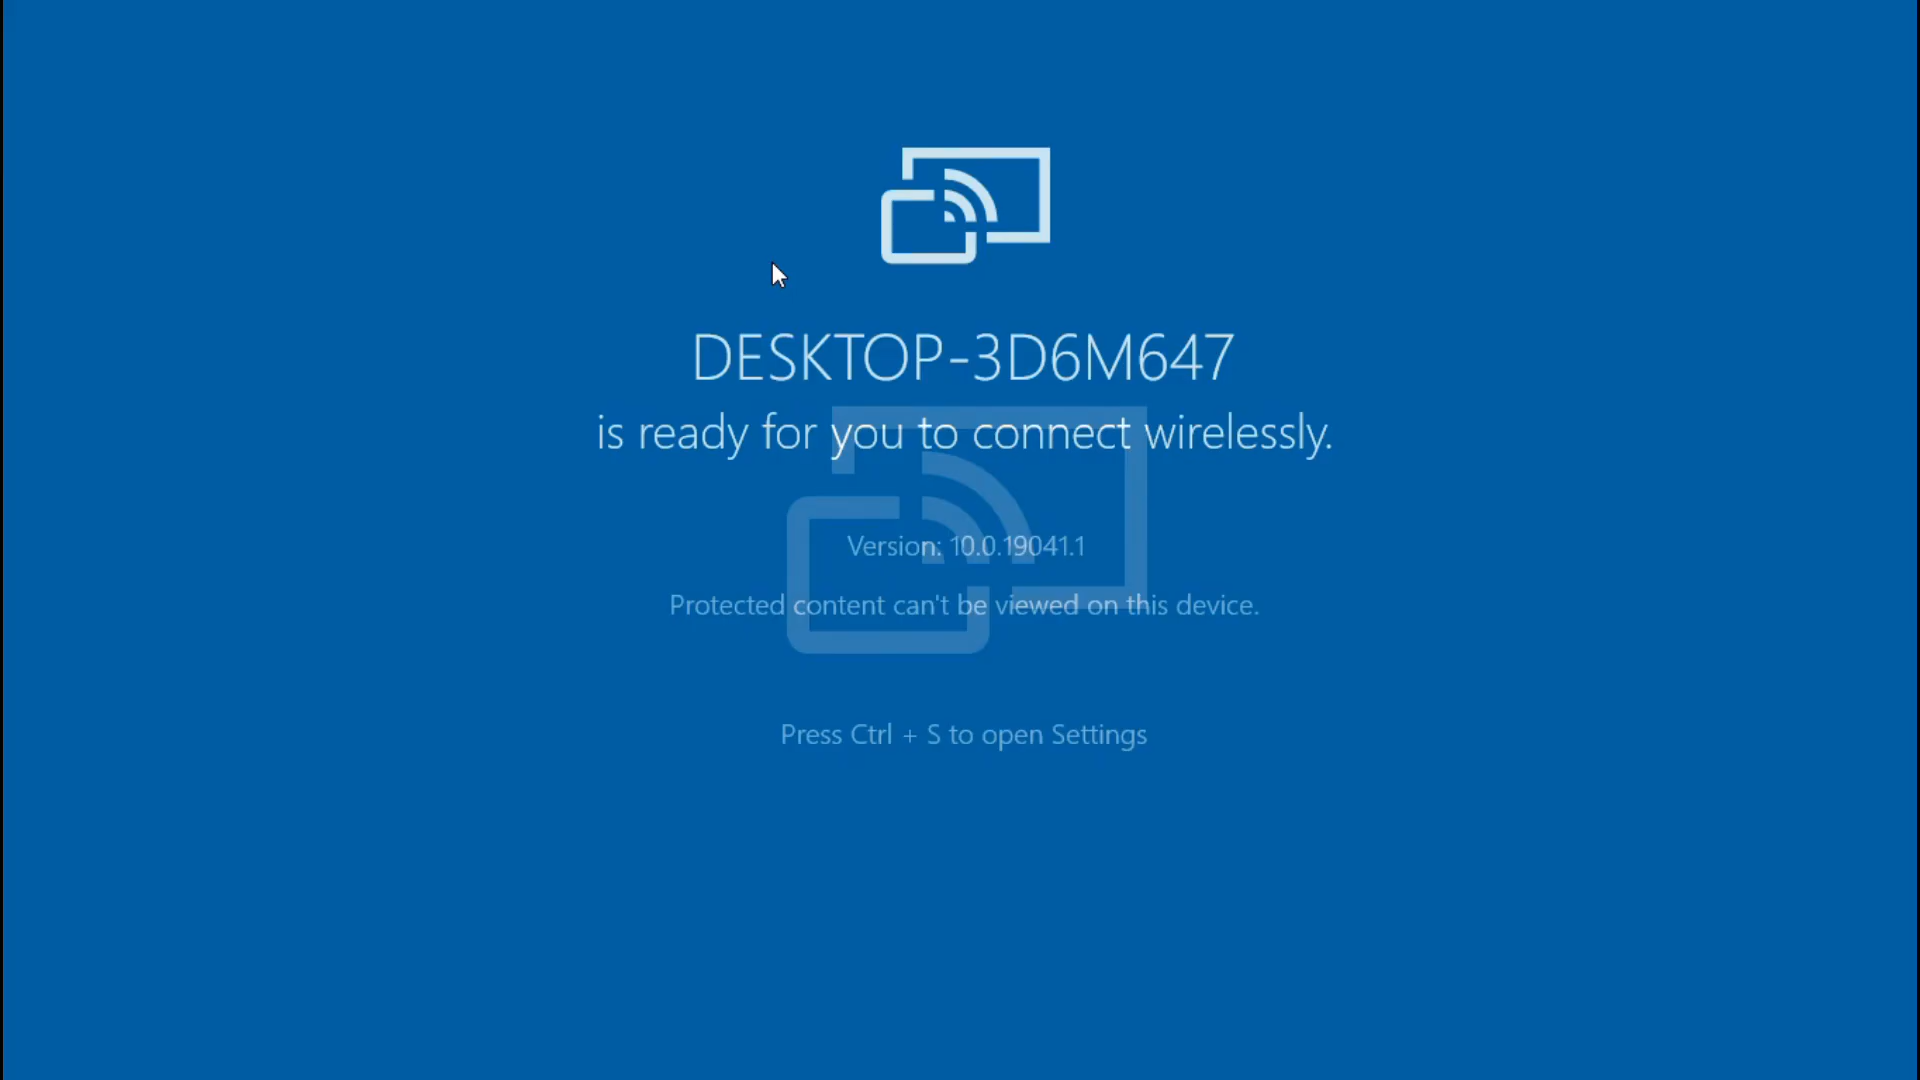 DESKTOP-3D6M647
is ready for you to connect wirelessly.
Version: 10.0.19041.1
Protected content can't be viewed on this device.
Press Ctrl + S to open Settings